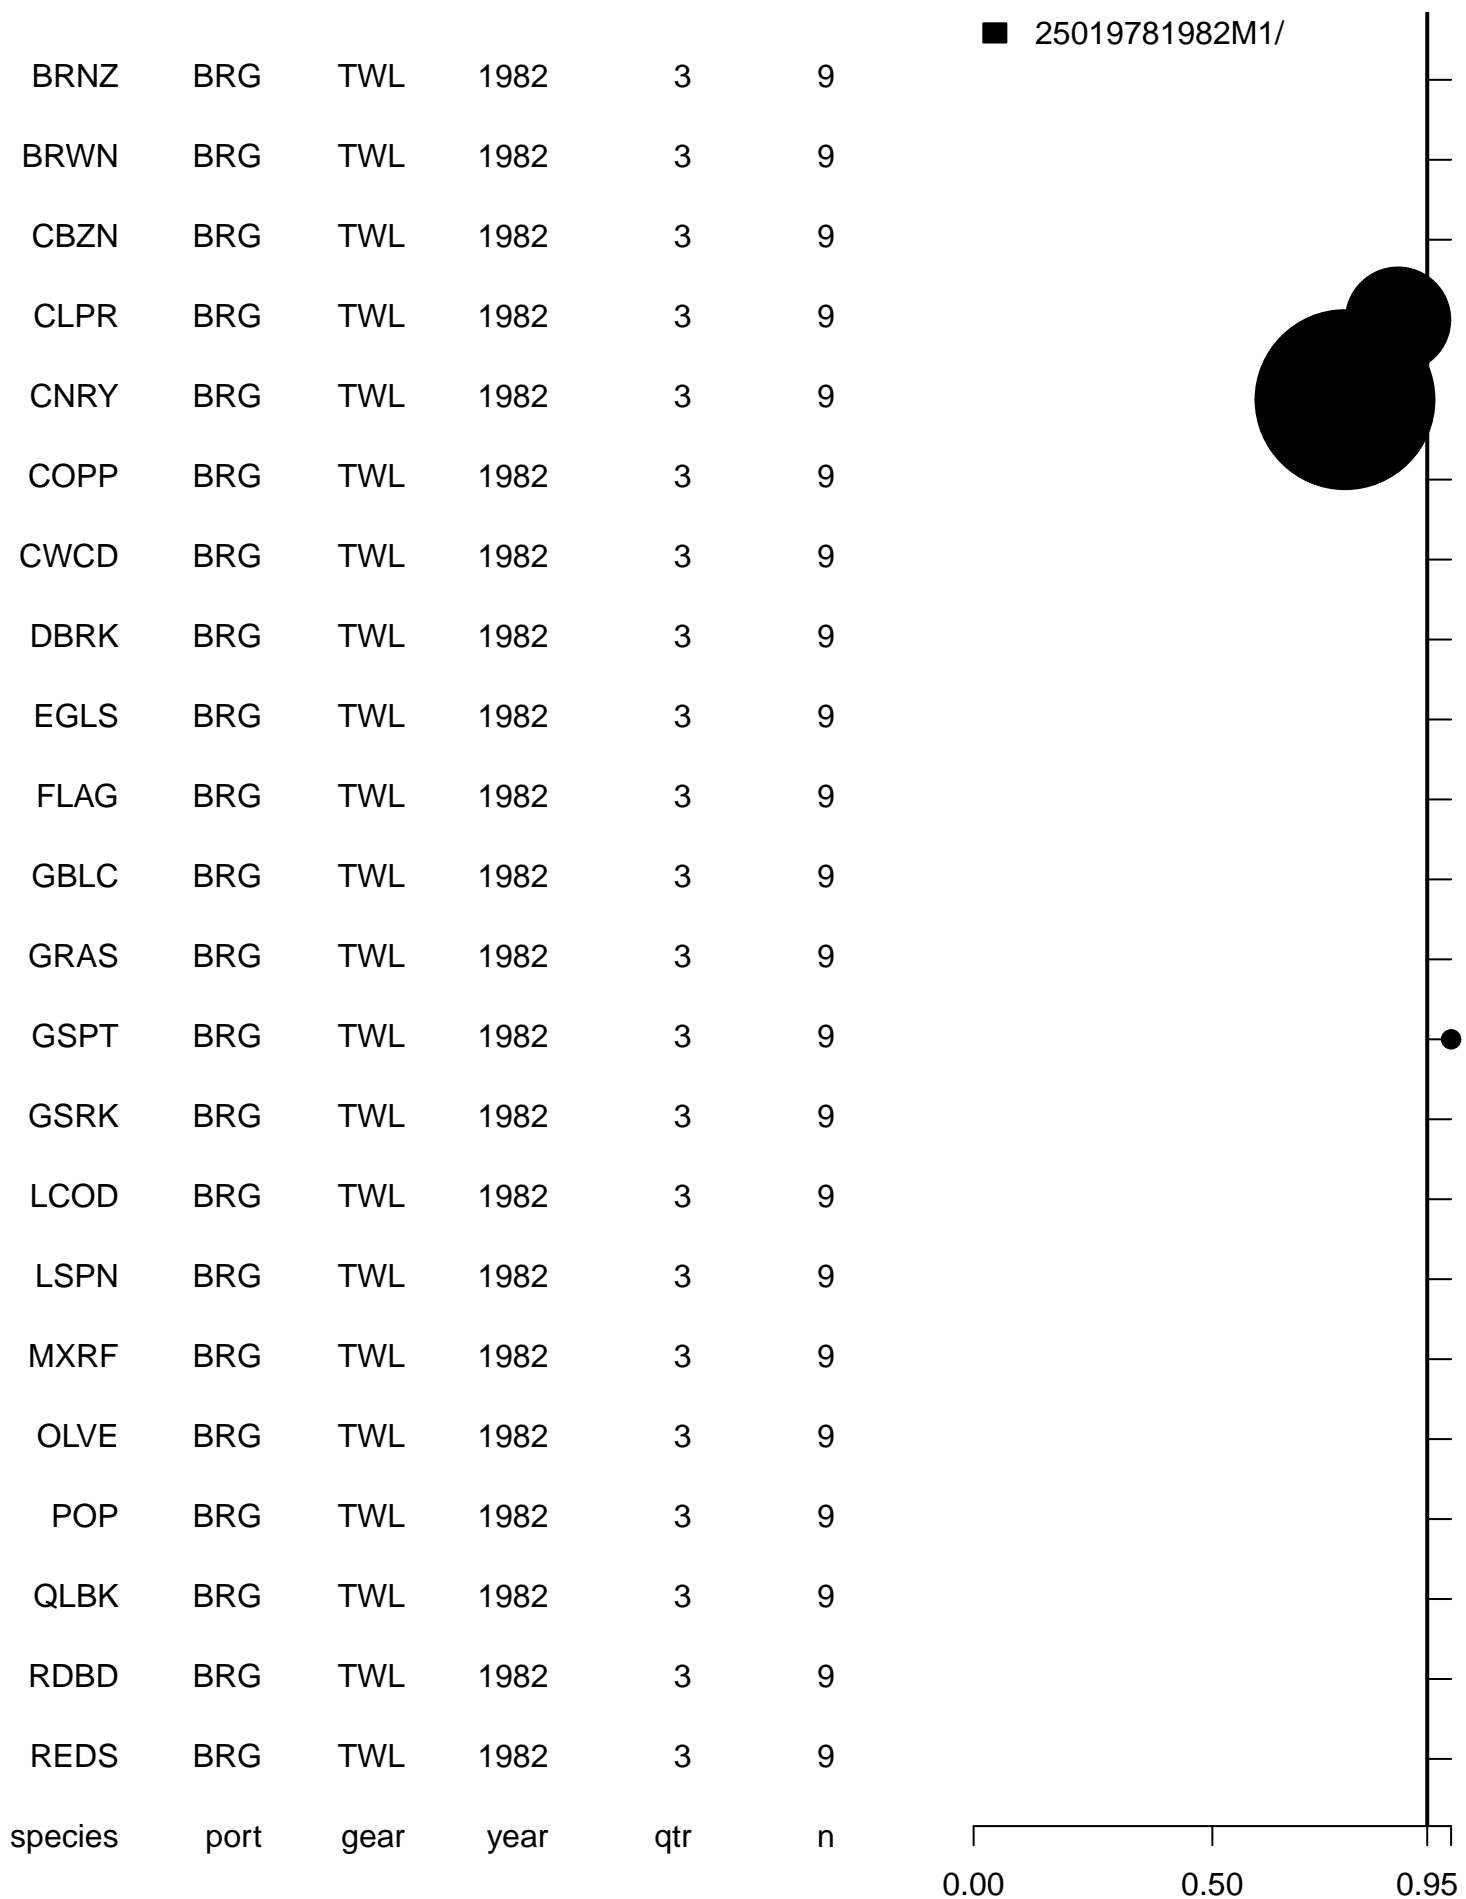 25019781982M1/
BRNZ BRG TWL 1982 3 9
BRWN BRG TWL 1982 3 9
CBZN BRG TWL 1982 3 9
CLPR BRG TWL 1982 3 9
CNRY BRG TWL 1982 3 9
COPP BRG TWL 1982 3 9
CWCD BRG TWL 1982 3 9
DBRK BRG TWL 1982 3 9
EGLS BRG TWL 1982 3 9
FLAG BRG TWL 1982 3 9
GBLC BRG TWL 1982 3 9
GRAS BRG TWL 1982 3 9
GSPT BRG TWL 1982 3 9
GSRK BRG TWL 1982 3 9
LCOD BRG TWL 1982 3 9
LSPN BRG TWL 1982 3 9
MXRF BRG TWL 1982 3 9
OLVE BRG TWL 1982 3 9
POP BRG TWL 1982 3 9
QLBK BRG TWL 1982 3 9
RDBD BRG TWL 1982 3 9
REDS BRG TWL 1982 3 9
species port gear year qtr n
0.00 0.50 0.95